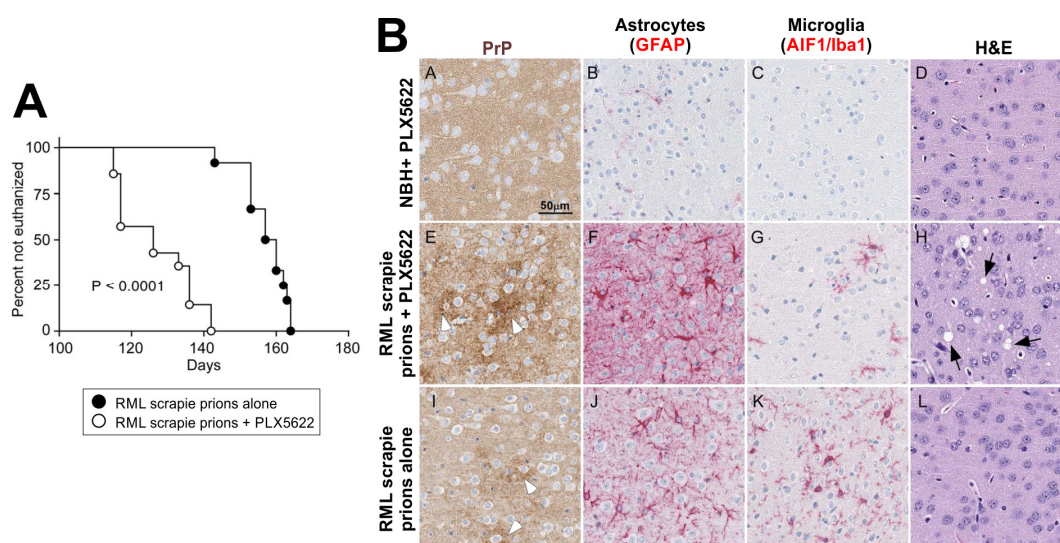 A
Percent not euthanized
100
75
50
25
0
P < 0.0001
100 120 140 160 180
Days
RML scrapie prions alone
RML scrapie prions + PLX5622
B
PrP
Astrocytes
(GFAP)
Microglia
(AIF1/Iba1)
H&E
NBH+ PLX5622
A
B
C
D
50µm
RML scrapie
prions + PLX5622
E
F
G
H
RML scrapie
prions alone
I
J
K
L